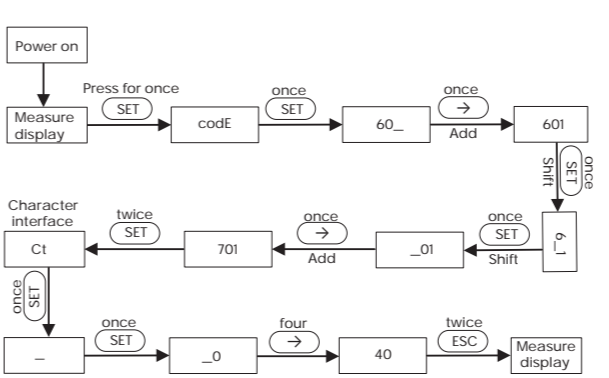 Power on
Measure
display
Press for once
SET
codE
once
SET
60_
once
→
Add
601
once
SET
Shift
6_1
once
SET
Shift
_01
once
→
Add
701
twice
SET
Character
interface
Ct
once
SET
_
once
SET
_0
four
→
40
twice
ESC
Measure
display